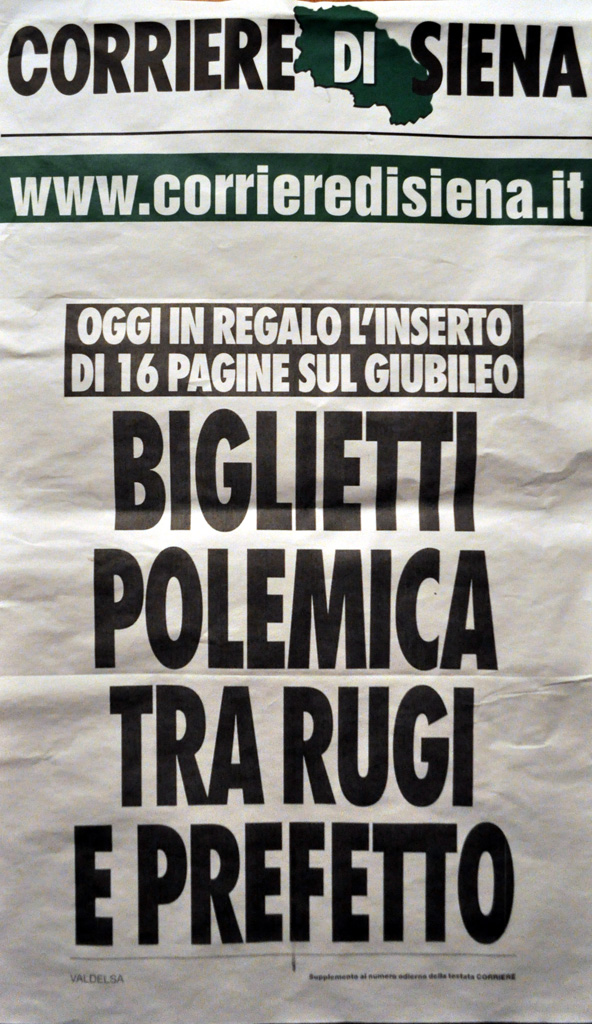 CORRIERE DI SIENA
www.corrieredisiena.it
OGGI IN REGALO L'INSERTO
DI 16 PAGINE SUL GIUBILEO
BIGLIETTI
POLEMICA
TRA RUGI
E PREFETTO
VALDELSA Supplemento al numero odierno della testata CORRIERE